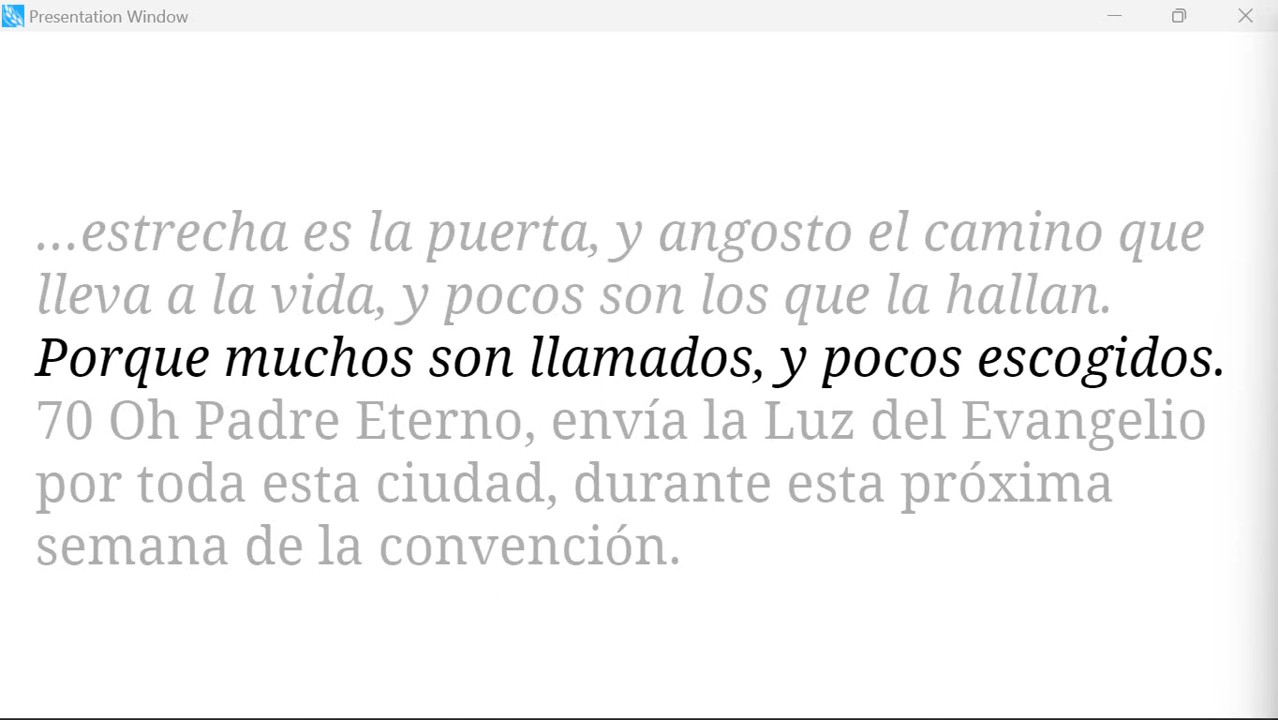 Presentation Window
...estrecha es la puerta, y angosto el camino que
lleva a la vida, y pocos son los que la hallan.
Porque muchos son llamados, y pocos escogidos.
70 Oh Padre Eterno, envía la Luz del Evangelio
por toda esta ciudad, durante esta próxima
semana de la convención.